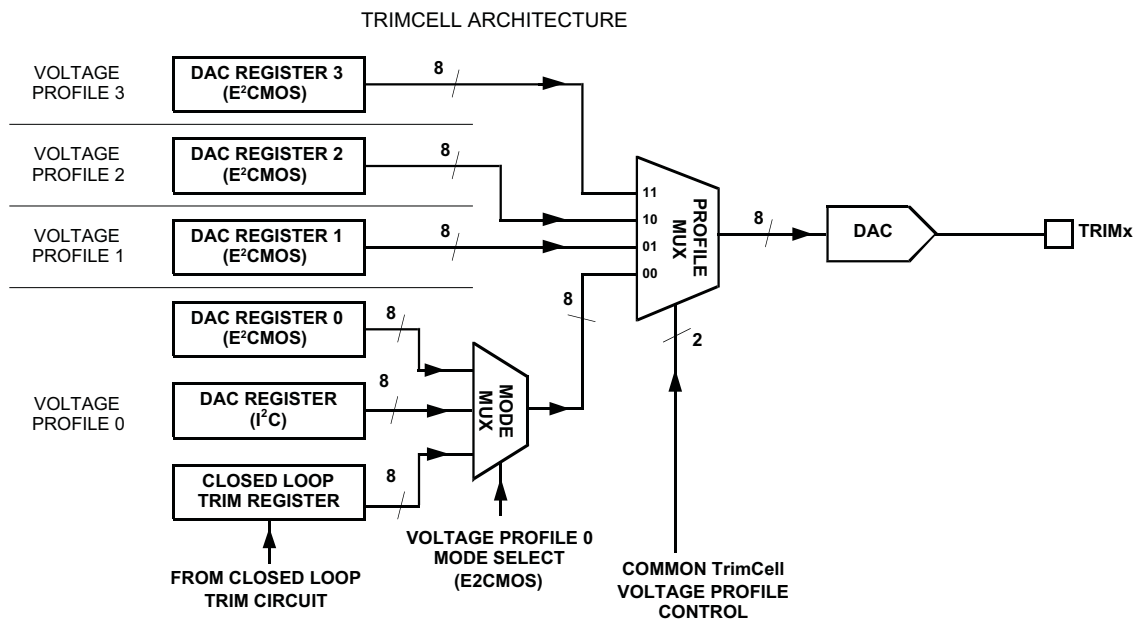 TRIMCELL ARCHITECTURE
VOLTAGE
PROFILE 3
DAC REGISTER 3
(E²CMOS)
8
VOLTAGE
PROFILE 2
DAC REGISTER 2
(E²CMOS)
8
VOLTAGE
PROFILE 1
DAC REGISTER 1
(E²CMOS)
8
11
10
01
00
PROFILE
MUX
8
DAC
TRIMx
DAC REGISTER 0
(E²CMOS)
8
8
2
VOLTAGE
PROFILE 0
DAC REGISTER
(I²C)
8
MODE
MUX
CLOSED LOOP
TRIM REGISTER
8
FROM CLOSED LOOP
TRIM CIRCUIT
VOLTAGE PROFILE 0
MODE SELECT
(E2CMOS)
COMMON TrimCell
VOLTAGE PROFILE
CONTROL